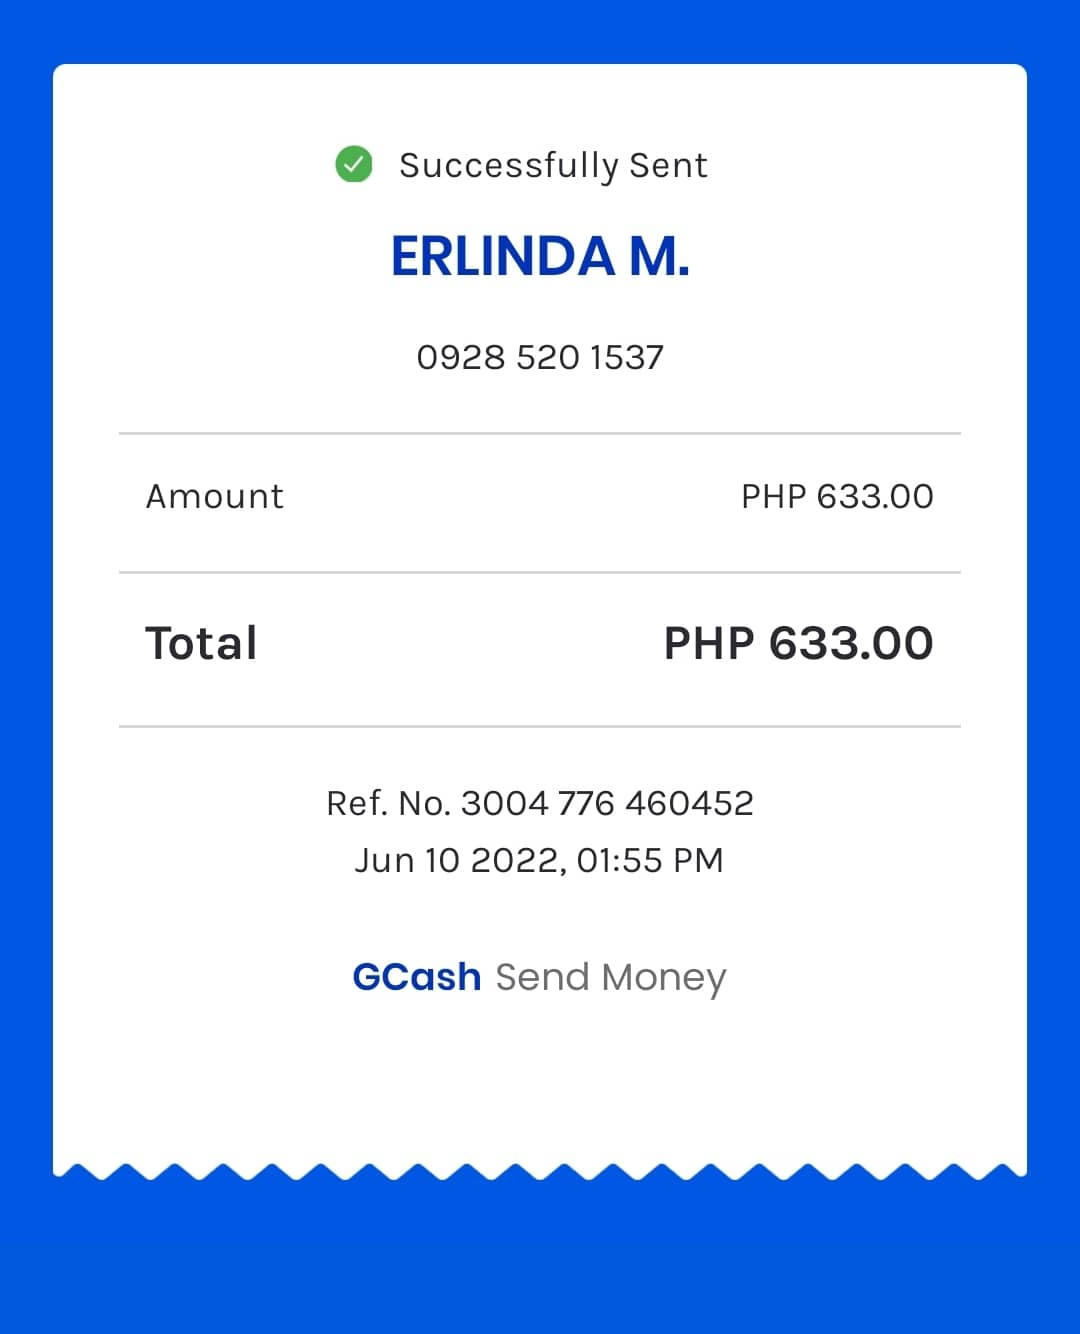 Successfully Sent
ERLINDA M.
0928 520 1537
Amount PHP 633.00
Total PHP 633.00
Ref. No. 3004 776 460452
Jun 10 2022, 01:55 PM
GCash Send Money